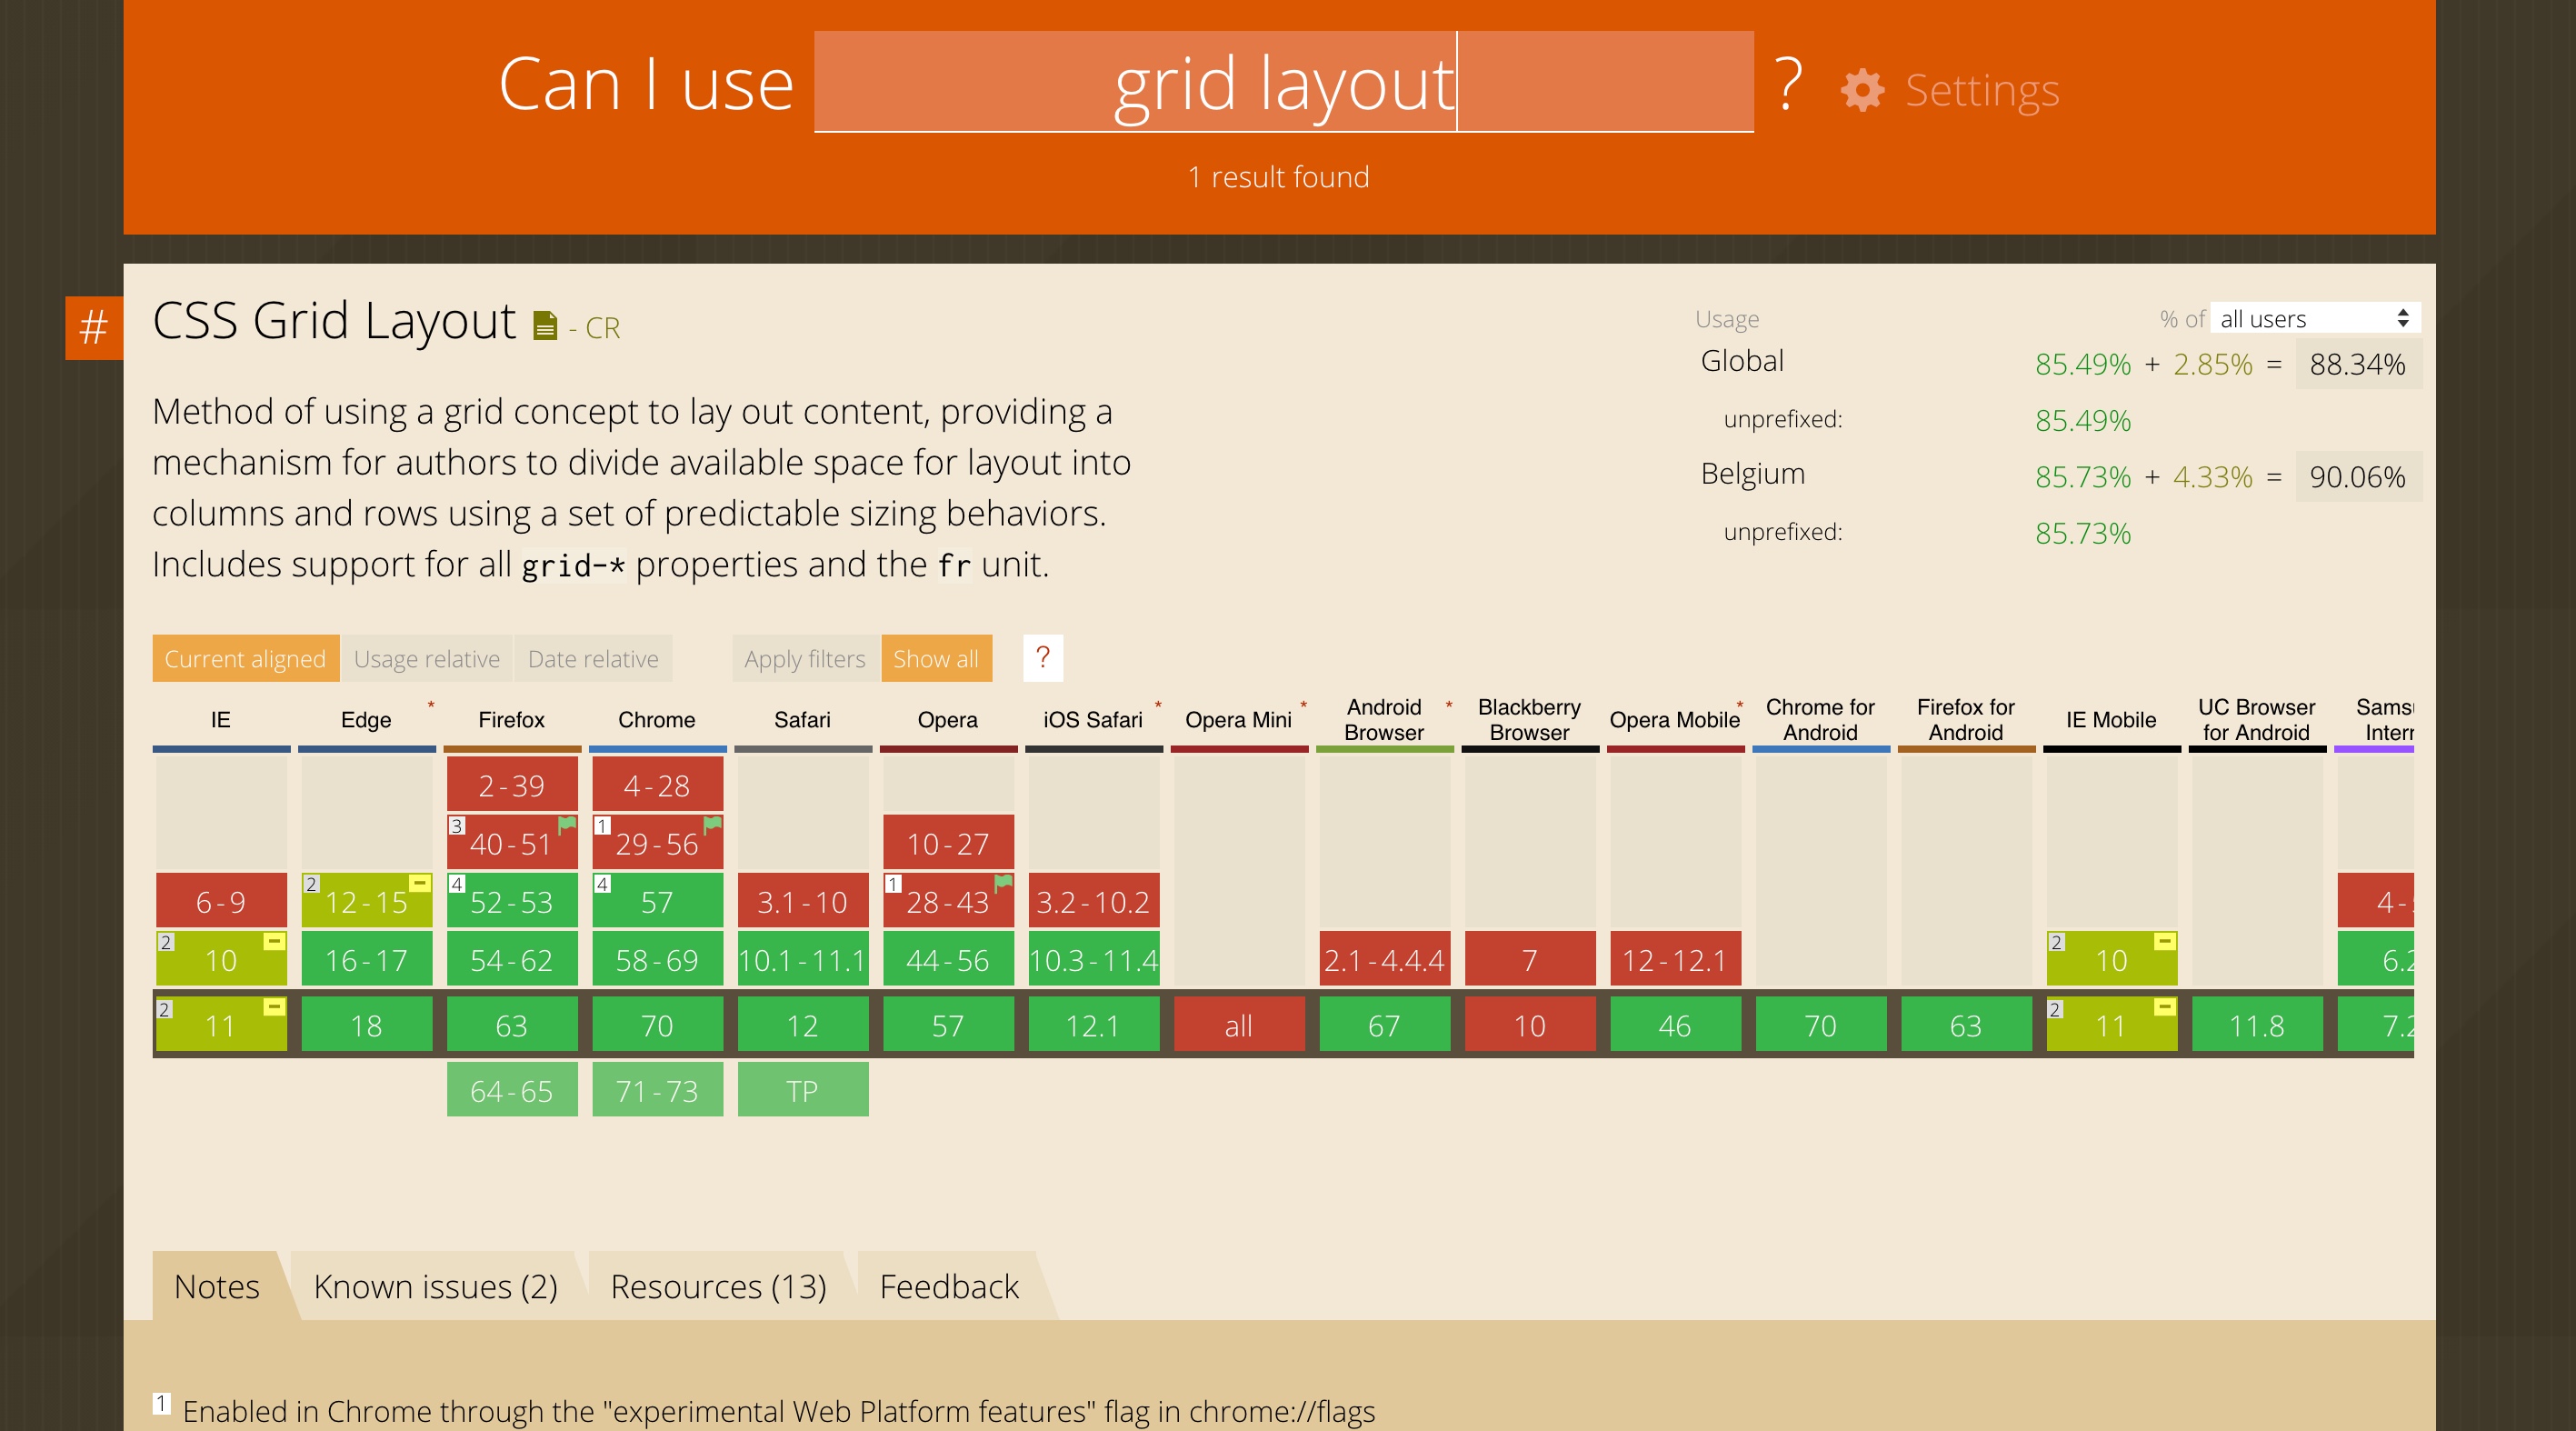 Can I use grid layout ? Settings
1 result found
# CSS Grid Layout - CR
Usage % of all users
Global 85.49% + 2.85% = 88.34%
unprefixed: 85.49%
Belgium 85.73% + 4.33% = 90.06%
unprefixed: 85.73%
Method of using a grid concept to lay out content, providing a
mechanism for authors to divide available space for layout into
columns and rows using a set of predictable sizing behaviors.
Includes support for all grid-* properties and the fr unit.
Current aligned Usage relative Date relative Apply filters Show all ?
IE Edge * Firefox Chrome Safari Opera iOS Safari * Opera Mini * Android Browser * Blackberry Browser Opera Mobile * Chrome for Android Firefox for Android IE Mobile UC Browser for Android
2-39 4-28
3 40-51 1 29-56 10-27
6-9 2 12-15 4 52-53 4 57 3.1-10 1 28-43 3.2-10.2 4-
2 10 16-17 54-62 58-69 10.1-11.1 44-56 10.3-11.4 2.1-4.4.4 7 12-12.1 2 10 6.2
2 11 18 63 70 12 57 12.1 all 67 10 46 70 63 2 11 11.8 7.2
64-65 71-73 TP
Notes Known issues (2) Resources (13) Feedback
1 Enabled in Chrome through the "experimental Web Platform features" flag in chrome://flags